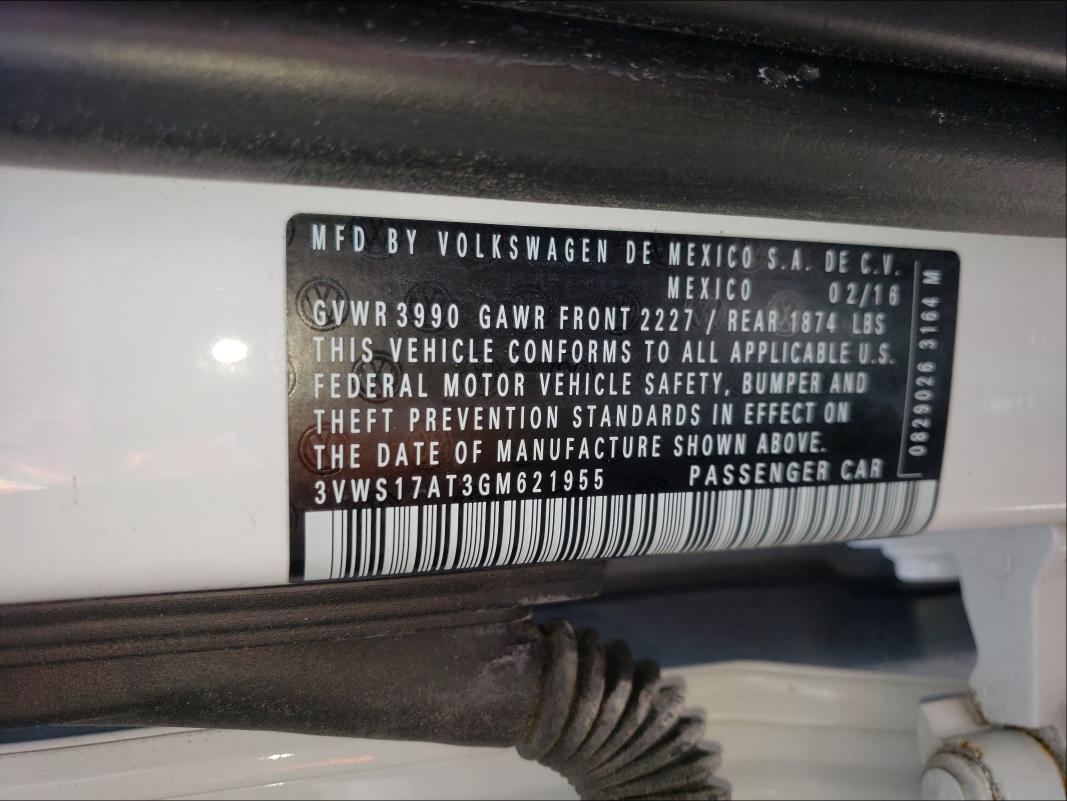 MFD BY VOLKSWAGEN DE MEXICO S.A. DE C.V.
MEXICO 02/16
GVWR 3990 GAWR FRONT 2227 / REAR 1874 LBS
THIS VEHICLE CONFORMS TO ALL APPLICABLE U.S.
FEDERAL MOTOR VEHICLE SAFETY, BUMPER AND
THEFT PREVENTION STANDARDS IN EFFECT ON
THE DATE OF MANUFACTURE SHOWN ABOVE.
3VWS17AT3GM621955 PASSENGER CAR
0829026 3164 M